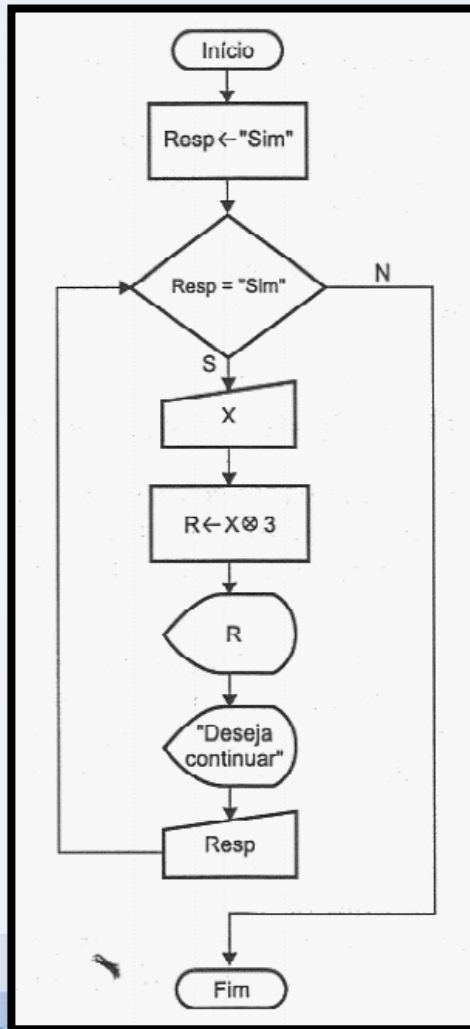 Início
Resp ← "Sim"
Resp = "Sim"
N
S
X
R ← X ⊗ 3
R
"Deseja
continuar"
Resp
Fim